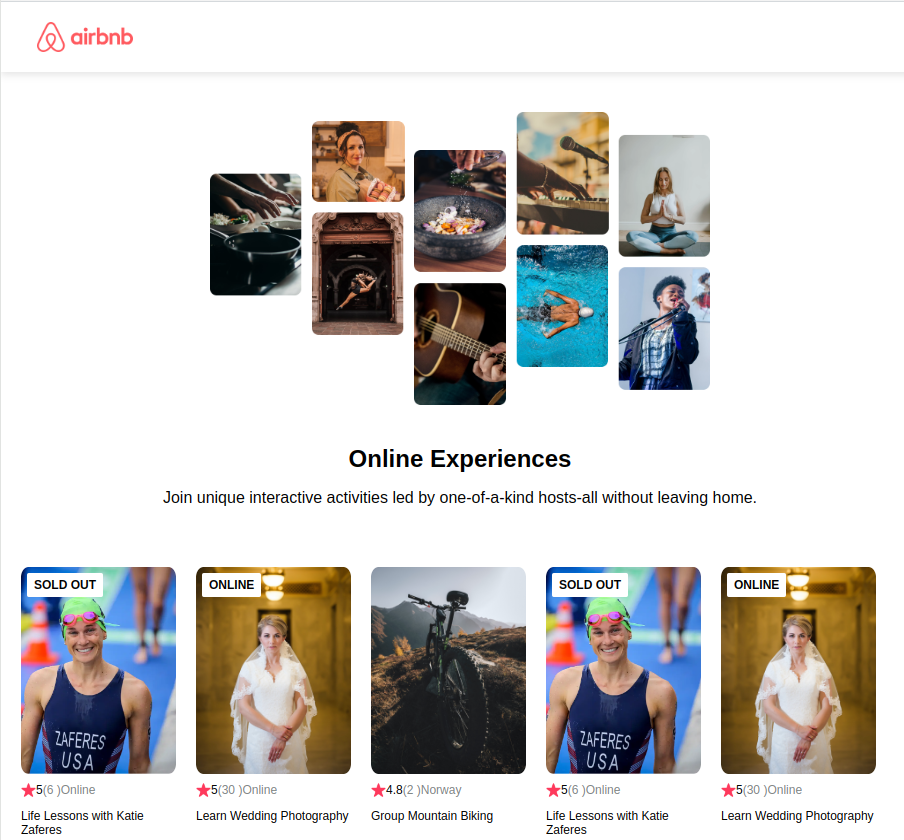 airbnb
Online Experiences
Join unique interactive activities led by one-of-a-kind hosts-all without leaving home.
SOLD OUT
ZAFERES
USA
5(6 )Online
Life Lessons with Katie
Zaferes
ONLINE
5(30 )Online
Learn Wedding Photography
4.8(2 )Norway
Group Mountain Biking
SOLD OUT
ZAFERES
USA
5(6 )Online
Life Lessons with Katie
Zaferes
ONLINE
5(30 )Online
Learn Wedding Photography